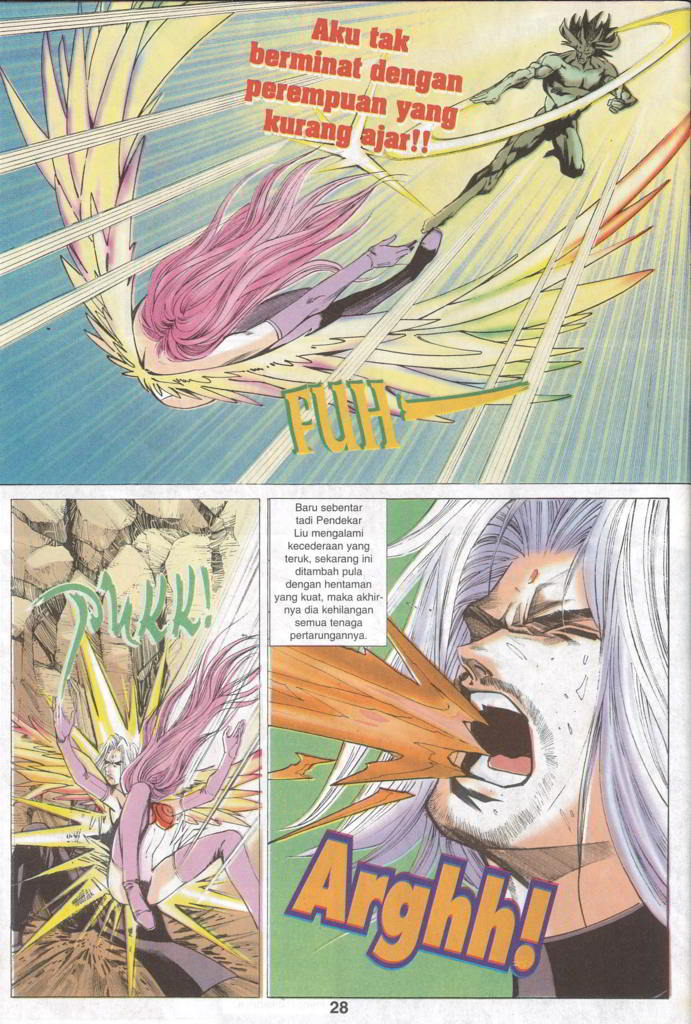 Aku tak
berminat dengan
perempuan yang
kurang ajar!!
FUH
PUKK!
Baru sebentar
tadi Pendekar
Liu mengalami
kecederaan yang
teruk, sekarang ini
ditambah pula
dengan hentaman
yang kuat, maka akhir-
nya dia kehilangan
semua tenaga
pertarungannya.
Arghh!
28